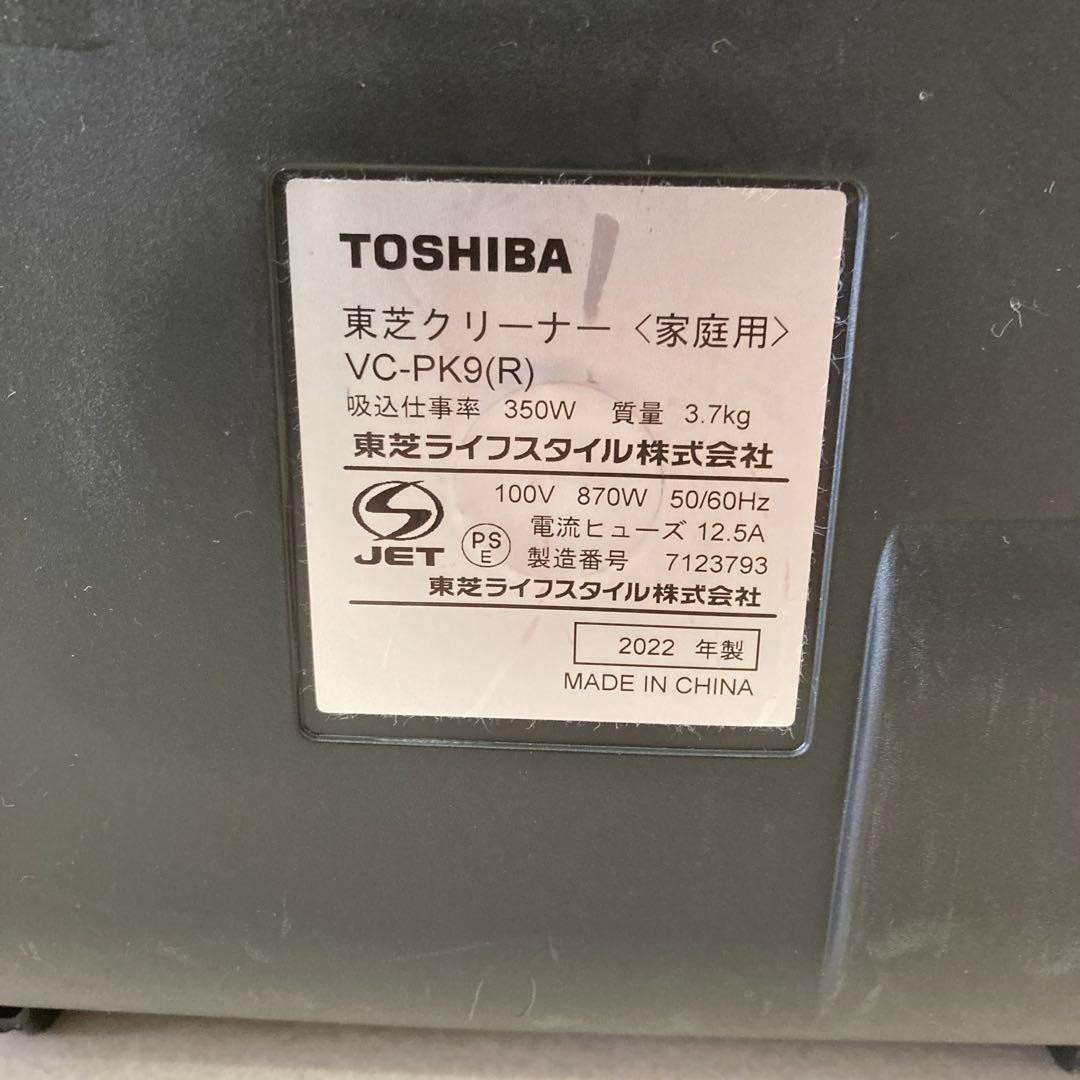 TOSHIBA
東芝クリーナー〈家庭用〉
VC-PK9(R)
吸込仕事率 350W 質量 3.7kg
東芝ライフスタイル株式会社
100V 870W 50/60Hz
電流ヒューズ 12.5A
JET PSE 製造番号 7123793
東芝ライフスタイル株式会社
2022 年製
MADE IN CHINA